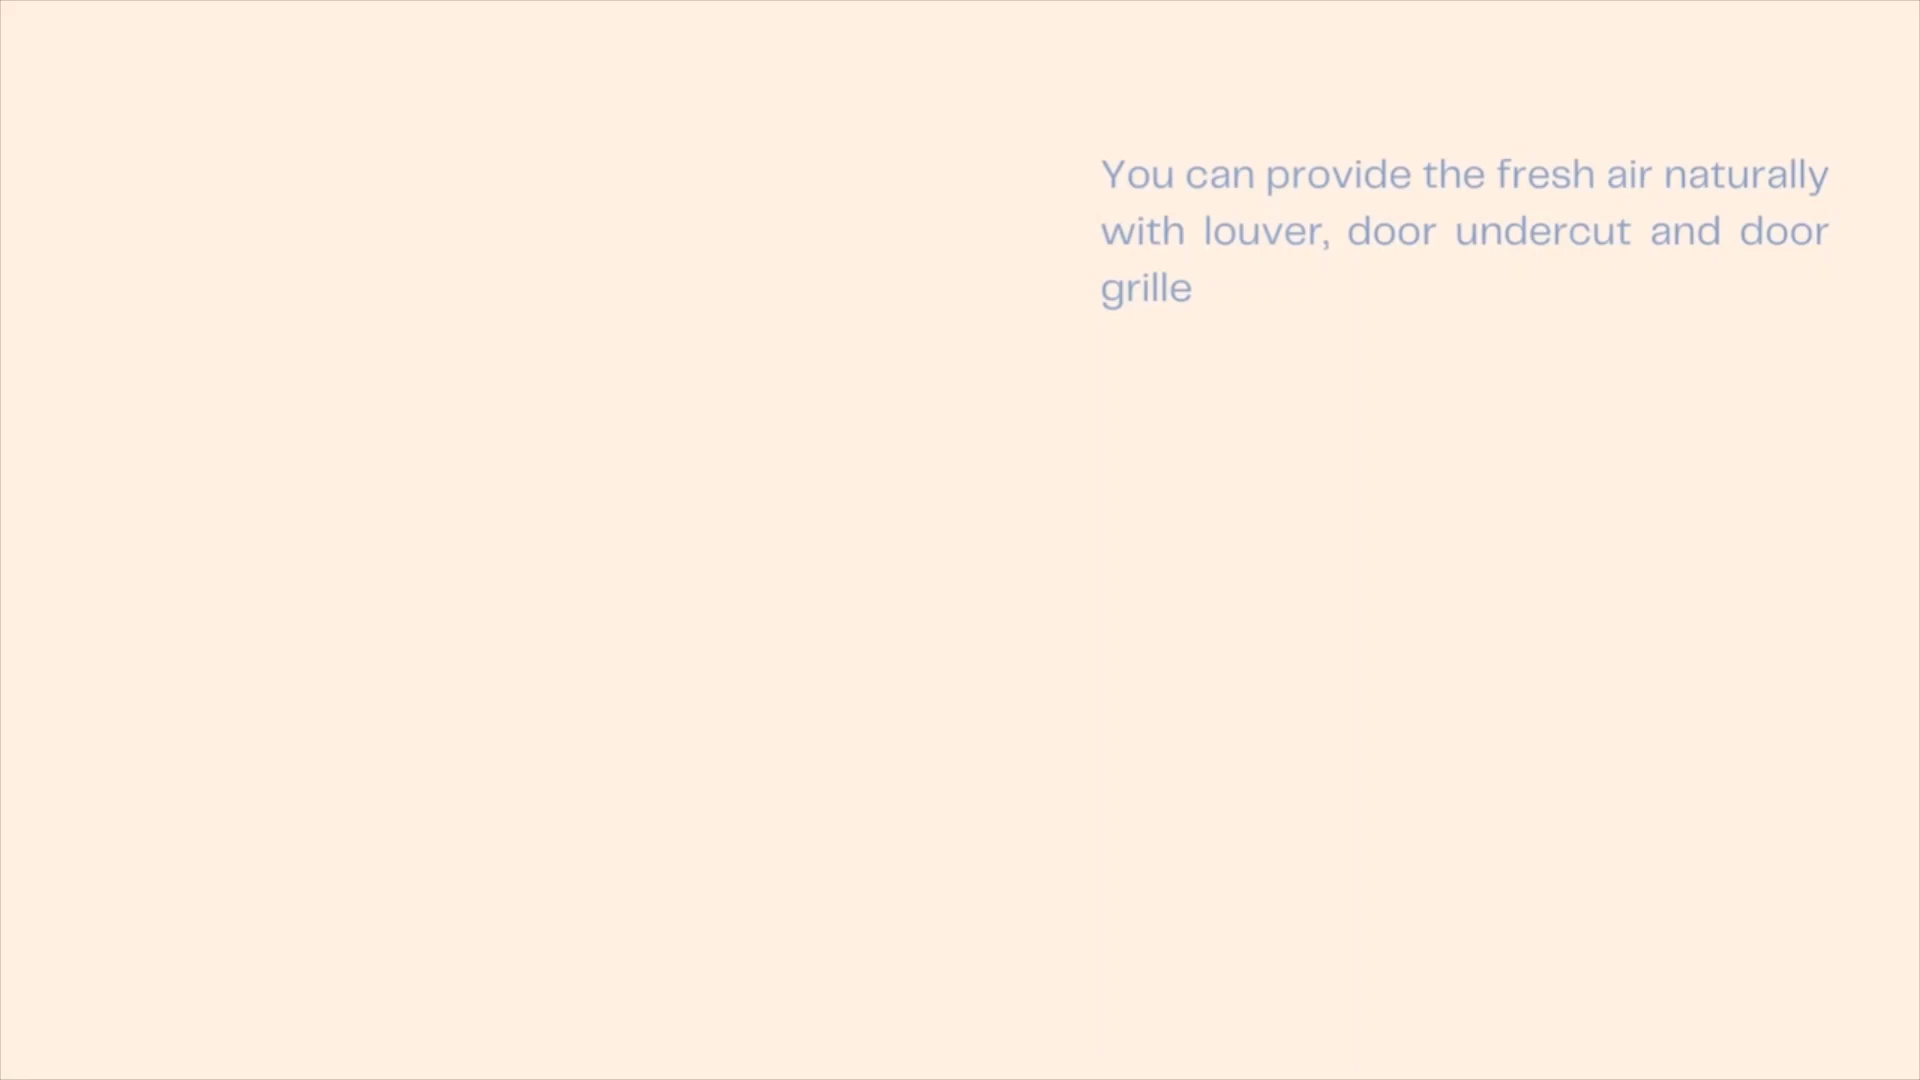 You can provide the fresh air naturally
with louver, door undercut and door
grille